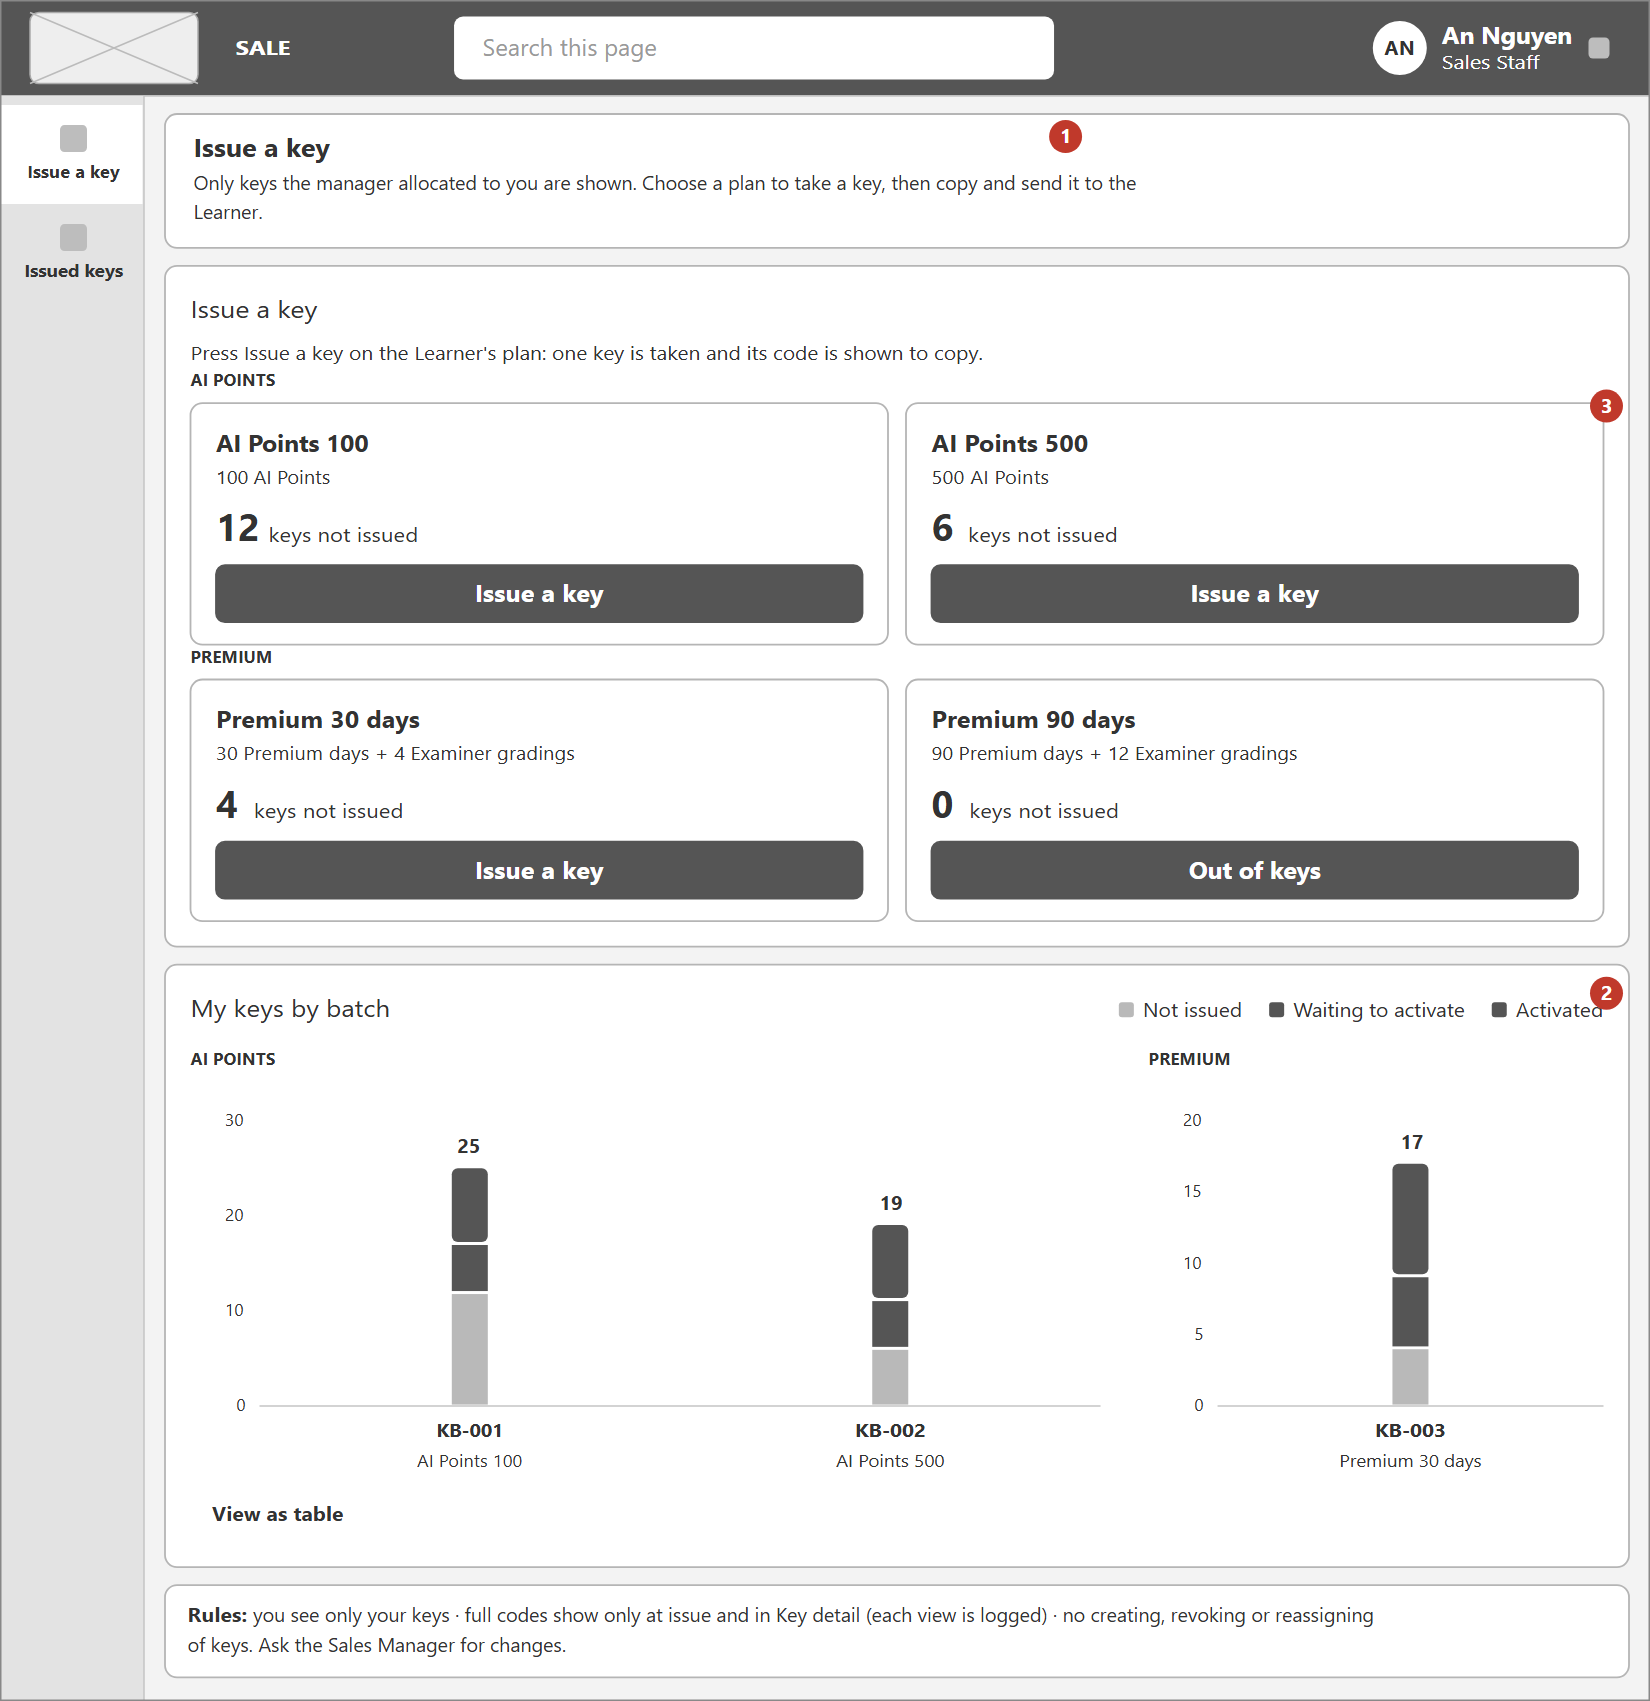 SALE
Search this page
AN
An Nguyen
Sales Staff
Issue a key
Issued keys
1
Issue a key
Only keys the manager allocated to you are shown. Choose a plan to take a key, then copy and send it to the
Learner.
Issue a key
Press Issue a key on the Learner's plan: one key is taken and its code is shown to copy.
AI POINTS
3
AI Points 100
100 AI Points
12 keys not issued
Issue a key
AI Points 500
500 AI Points
6 keys not issued
Issue a key
PREMIUM
Premium 30 days
30 Premium days + 4 Examiner gradings
4 keys not issued
Issue a key
Premium 90 days
90 Premium days + 12 Examiner gradings
0 keys not issued
Out of keys
2
My keys by batch
Not issued
Waiting to activate
Activated
AI POINTS
30
20
10
0
25
19
KB-001
AI Points 100
KB-002
AI Points 500
PREMIUM
20
15
10
5
0
17
KB-003
Premium 30 days
View as table
Rules: you see only your keys · full codes show only at issue and in Key detail (each view is logged) · no creating, revoking or reassigning
of keys. Ask the Sales Manager for changes.